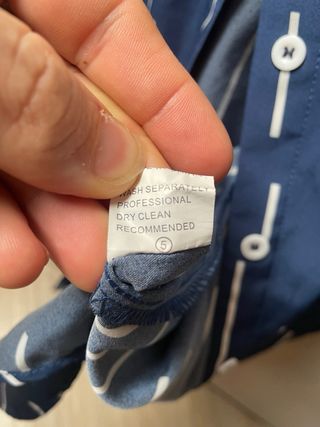 WASH SEPARATELY
PROFESSIONAL
DRY CLEAN
RECOMMENDED
5